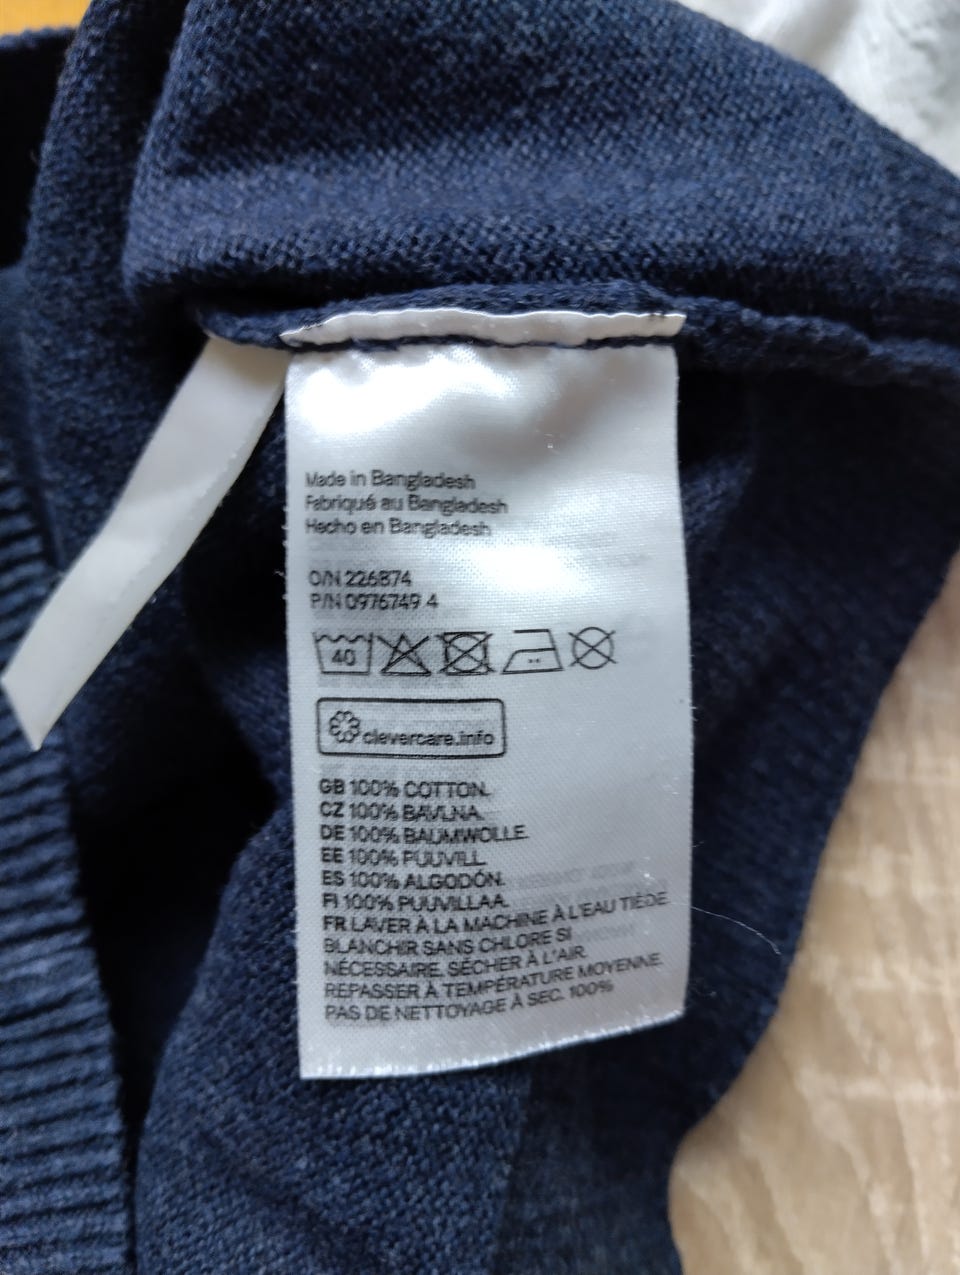 Made in Bangladesh
Fabriqué au Bangladesh
Hecho en Bangladesh
O/N 226874
P/N 0976749 4
40
clevercare.info
GB 100% COTTON.
CZ 100% BAVLNA.
DE 100% BAUMWOLLE.
EE 100% PUUVILL.
ES 100% ALGODÓN.
FI 100% PUUVILLAA.
FR LAVER À LA MACHINE À L'EAU TIÈDE.
BLANCHIR SANS CHLORE SI
NÉCESSAIRE. SÉCHER À L'AIR.
REPASSER À TEMPÉRATURE MOYENNE.
PAS DE NETTOYAGE À SEC. 100%